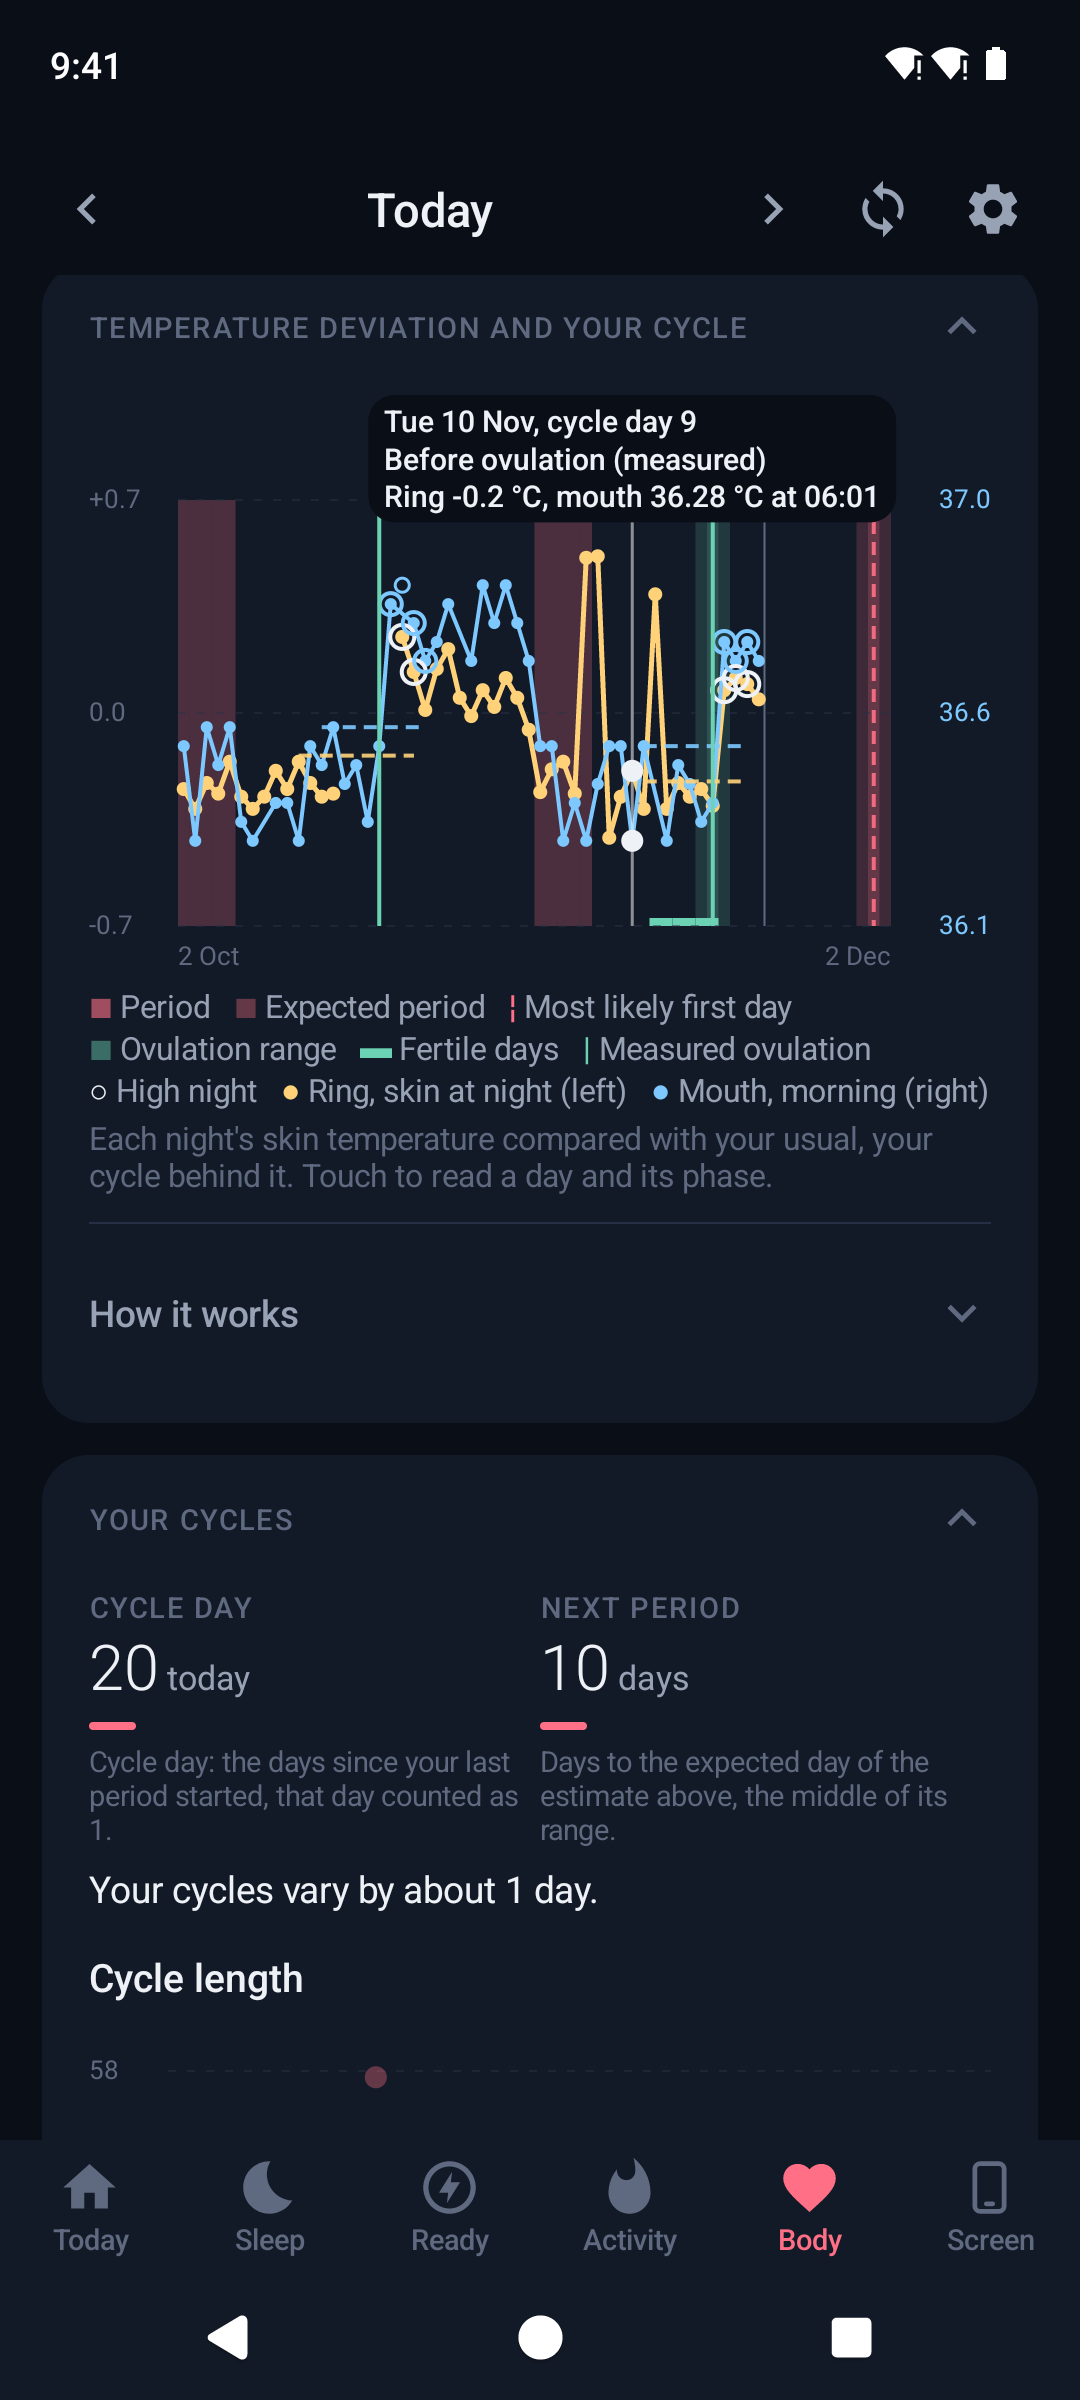 9:41
Today
TEMPERATURE DEVIATION AND YOUR CYCLE
Tue 10 Nov, cycle day 9
Before ovulation (measured)
Ring -0.2 °C, mouth 36.28 °C at 06:01
+0.7
37.0
0.0
36.6
-0.7
36.1
2 Oct
2 Dec
Period
Expected period
Most likely first day
Ovulation range
Fertile days
Measured ovulation
High night
Ring, skin at night (left)
Mouth, morning (right)
Each night's skin temperature compared with your usual, your
cycle behind it. Touch to read a day and its phase.
How it works
YOUR CYCLES
CYCLE DAY
20 today
Cycle day: the days since your last
period started, that day counted as
1.
NEXT PERIOD
10 days
Days to the expected day of the
estimate above, the middle of its
range.
Your cycles vary by about 1 day.
Cycle length
58
Today
Sleep
Ready
Activity
Body
Screen